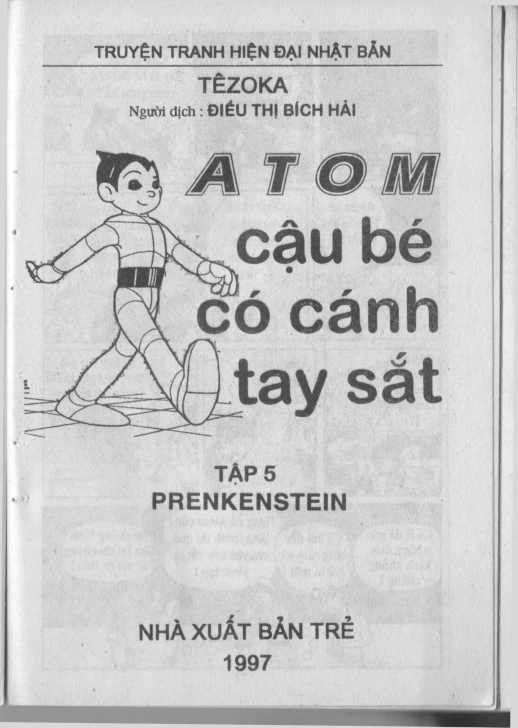 TRUYỆN TRANH HIỆN ĐẠI NHẬT BẢN
TÊZOKA
Người dịch : ĐIỂU THỊ BÍCH HẢI
ATOM
cậu bé
có cánh
tay sắt
TẬP 5
PRENKENSTEIN
NHÀ XUẤT BẢN TRẺ
1997